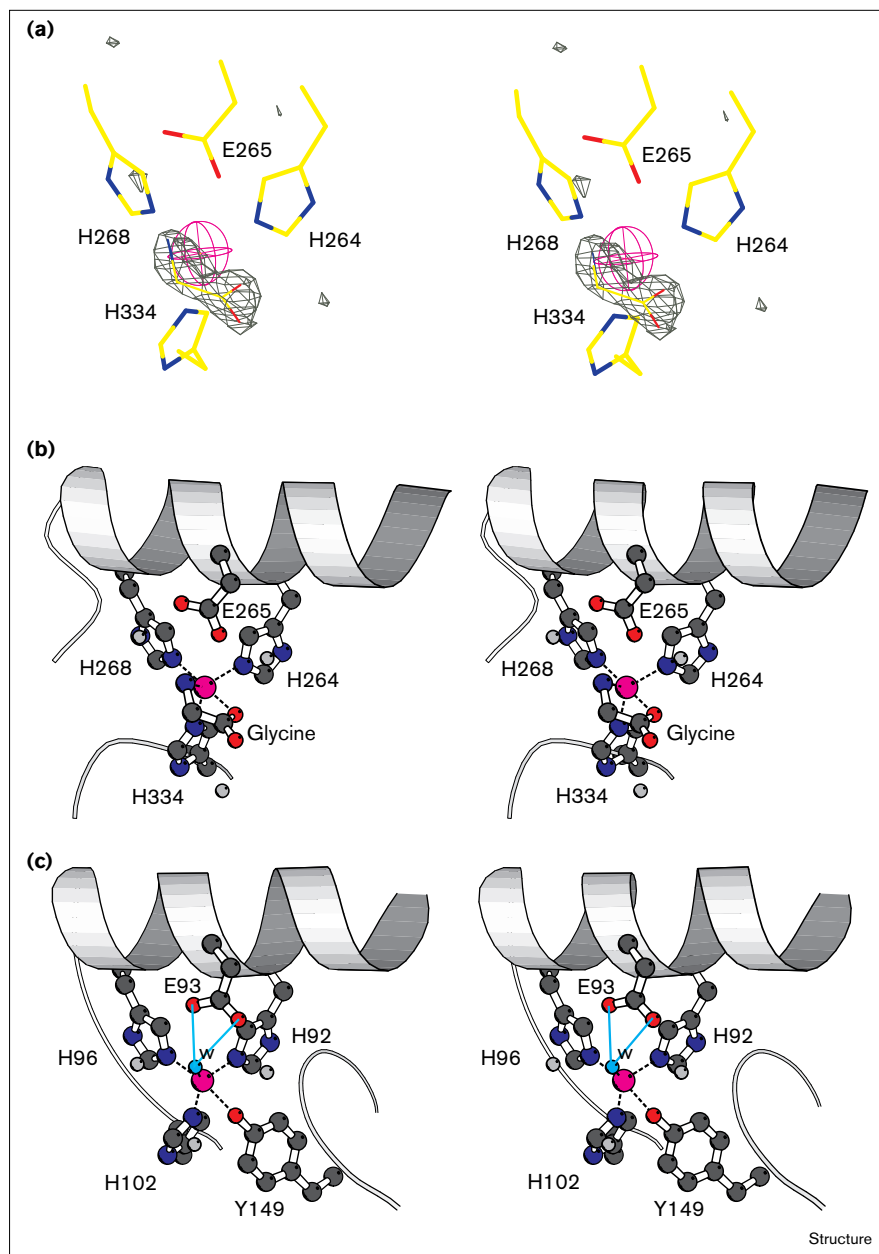 (a)
E265 E265
H268 H264 H268 H264
H334 H334
(b)
E265 E265
H268 H264 H268 H264
Glycine Glycine
H334 H334
(c)
E93 E93
H96 w H92 H96 w H92
H102 Y149 H102 Y149
Structure